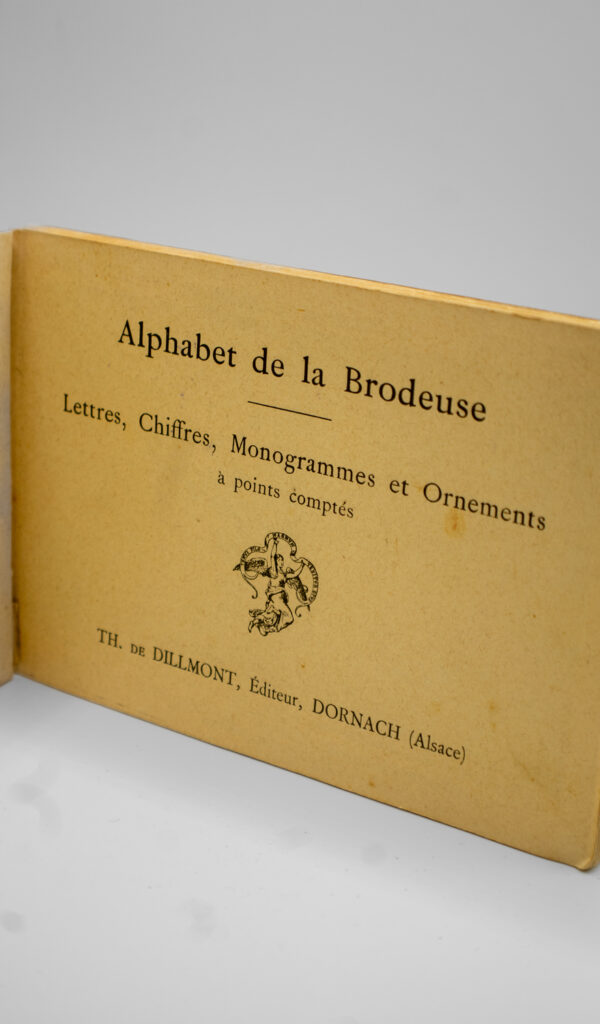 Alphabet de la Brodeuse
Lettres, Chiffres, Monogrammes et Ornements
à points comptés
TH. DE DILLMONT, Éditeur, DORNACH (Alsace)